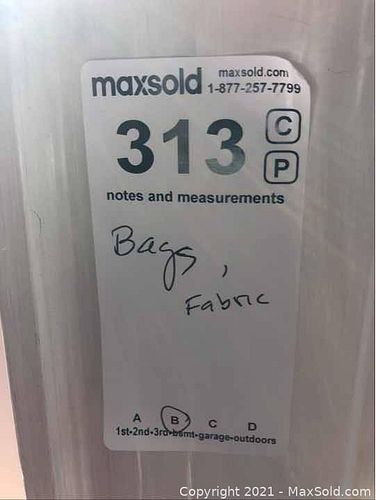 maxsold maxsold.com
1-877-257-7799
313 C
P
notes and measurements
Bags,
Fabric
A B C D
1st-2nd-3rd-bsmt-garage-outdoors
Copyright © 2021 - MaxSold.com